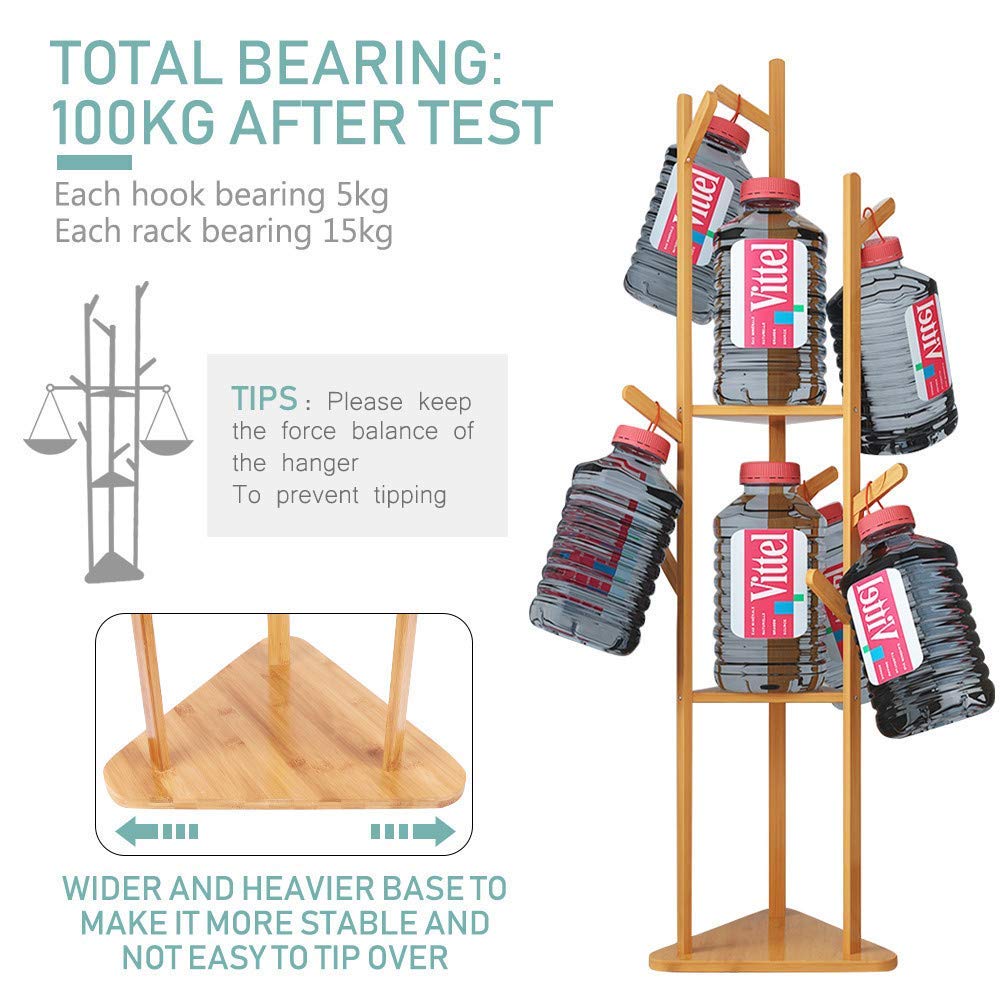 TOTAL BEARING:
100KG AFTER TEST
Each hook bearing 5kg
Each rack bearing 15kg
TIPS : Please keep
the force balance of
the hanger
To prevent tipping
WIDER AND HEAVIER BASE TO
MAKE IT MORE STABLE AND
NOT EASY TO TIP OVER
Vittel
Vittel
Vittel
Vittel
Vittel